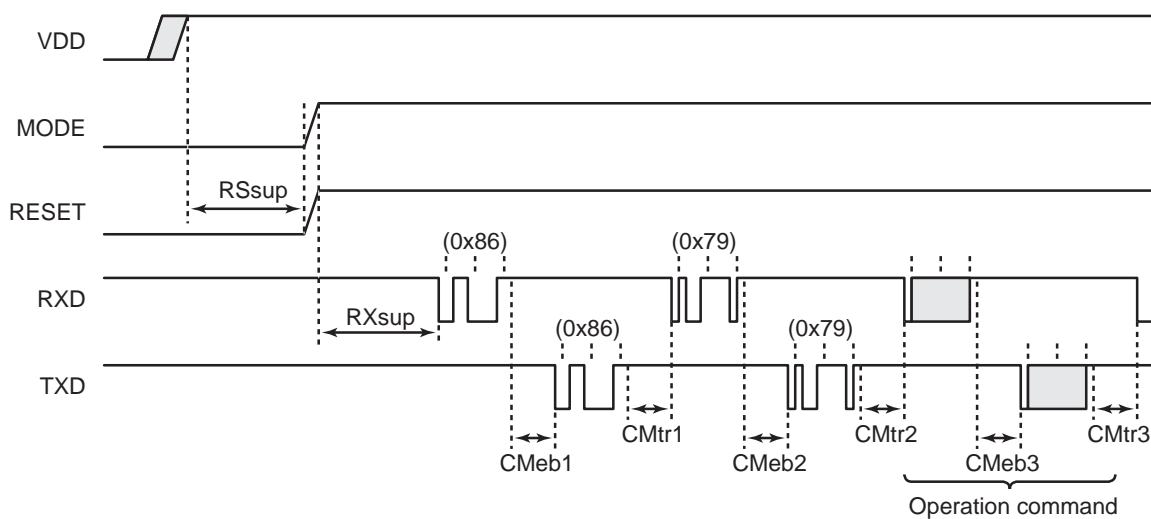 VDD
MODE
RSsup
RESET
(0x86)
(0x79)
RXD
RXsup
(0x86)
(0x79)
TXD
CMtr1
CMtr2
CMtr3
CMeb1
CMeb2
CMeb3
Operation command